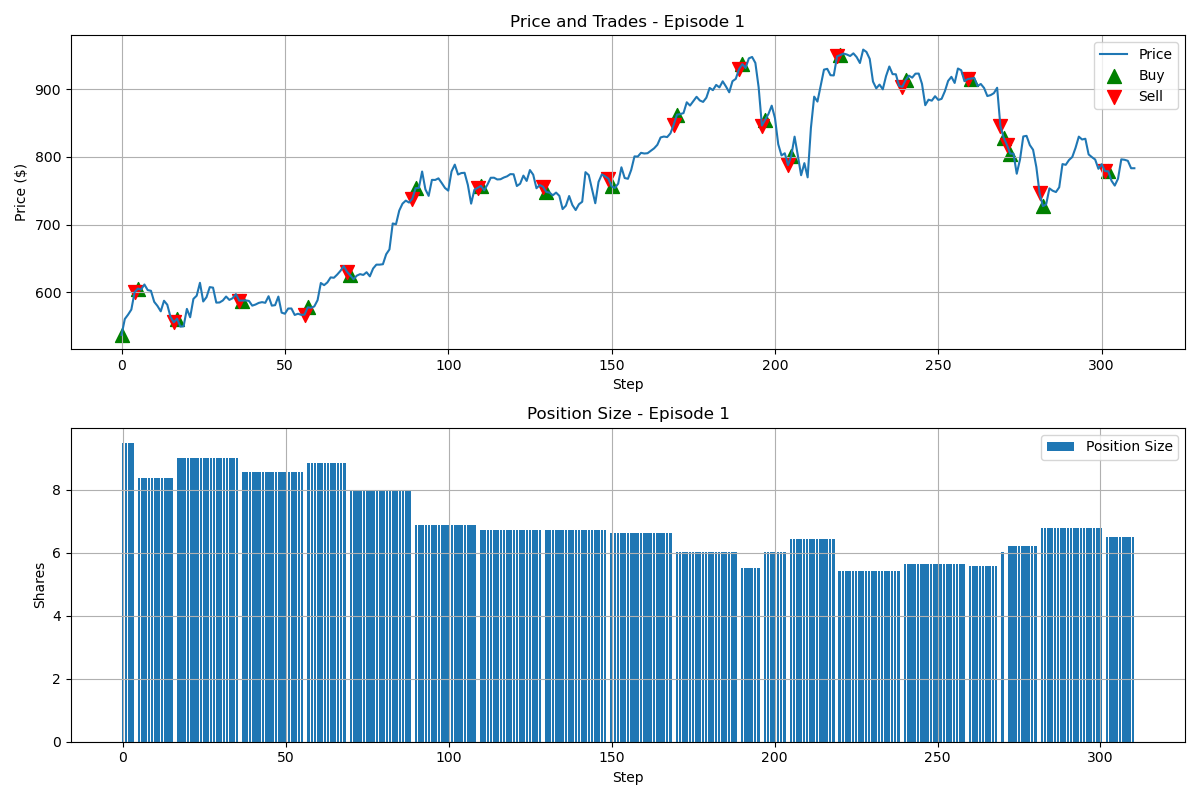 Price and Trades - Episode 1
Price
Buy
Sell
Price ($)
900
800
700
600
0 50 100 150 200 250 300
Step
Position Size - Episode 1
Position Size
Shares
8
6
4
2
0
0 50 100 150 200 250 300
Step